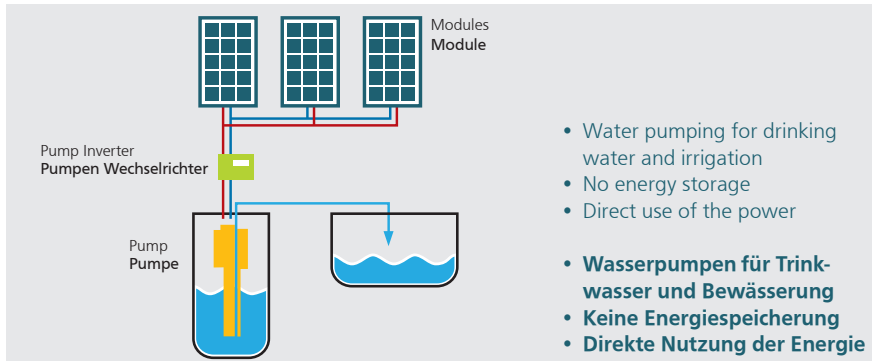 Modules
Module
Pump Inverter
Pumpen Wechselrichter
Pump
Pumpe
• Water pumping for drinking
water and irrigation
• No energy storage
• Direct use of the power
• Wasserpumpen für Trink-
wasser und Bewässerung
• Keine Energiespeicherung
• Direkte Nutzung der Energie